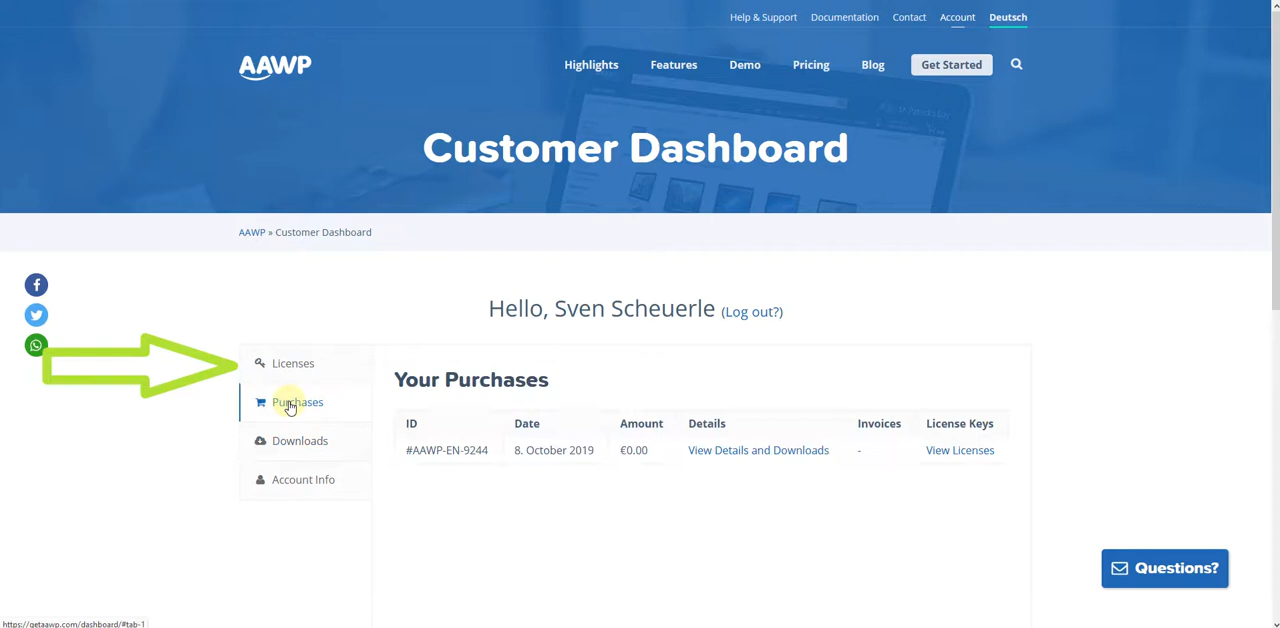 Help & Support Documentation Contact Account Deutsch
AAWP Highlights Features Demo Pricing Blog Get Started
Customer Dashboard
AAWP » Customer Dashboard
Hello, Sven Scheuerle (Log out?)
Licenses
Purchases
Downloads
Account Info
Your Purchases
ID Date Amount Details Invoices License Keys
#AAWP-EN-9244 8. October 2019 €0.00 View Details and Downloads - View Licenses
Questions?
https://getaawp.com/dashboard/#tab-1